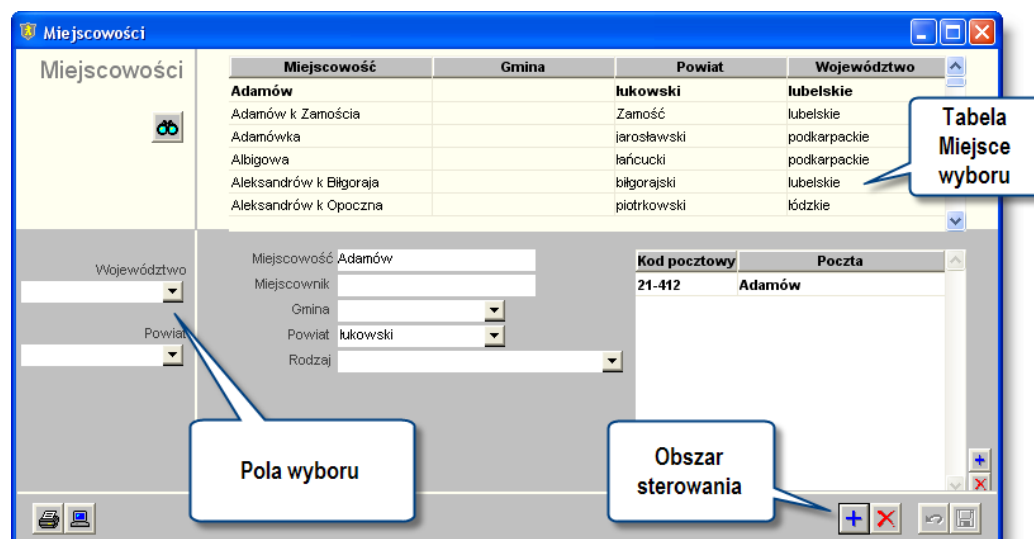 Miejscowości
Miejscowości
Miejscowość Gmina Powiat Województwo
Adamów łukowski lubelskie
Adamów k Zamościa Zamość lubelskie
Adamówka jarosławski podkarpackie
Albigowa łańcucki podkarpackie
Aleksandrów k Biłgoraja biłgorajski lubelskie
Aleksandrów k Opoczna piotrkowski łódzkie
Tabela
Miejsce
wyboru
Województwo
Powiat
Miejscowość Adamów
Miejscownik
Gmina
Powiat łukowski
Rodzaj
Kod pocztowy Poczta
21-412 Adamów
Pola wyboru
Obszar
sterowania